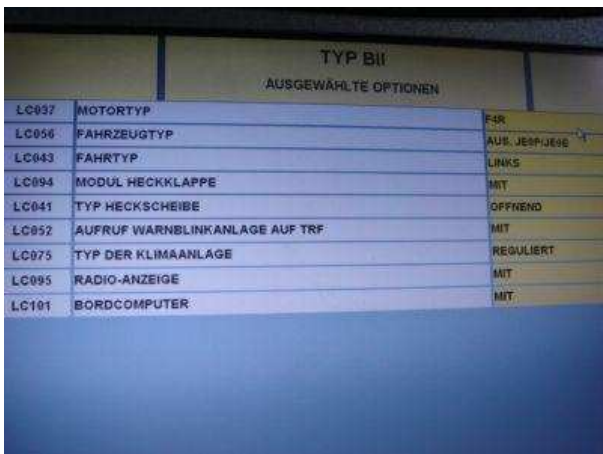 TYP BII
AUSGEWÄHLTE OPTIONEN
LC037 MOTORTYP F4R
LC056 FAHRZEUGTYP AUS. JE0P/JE0E
LC043 FAHRTYP LINKS
LC094 MODUL HECKKLAPPE MIT
LC041 TYP HECKSCHEIBE OFFNEND
LC052 AUFRUF WARNBLINKANLAGE AUF TRF MIT
LC075 TYP DER KLIMAANLAGE REGULIERT
LC095 RADIO-ANZEIGE MIT
LC101 BORDCOMPUTER MIT